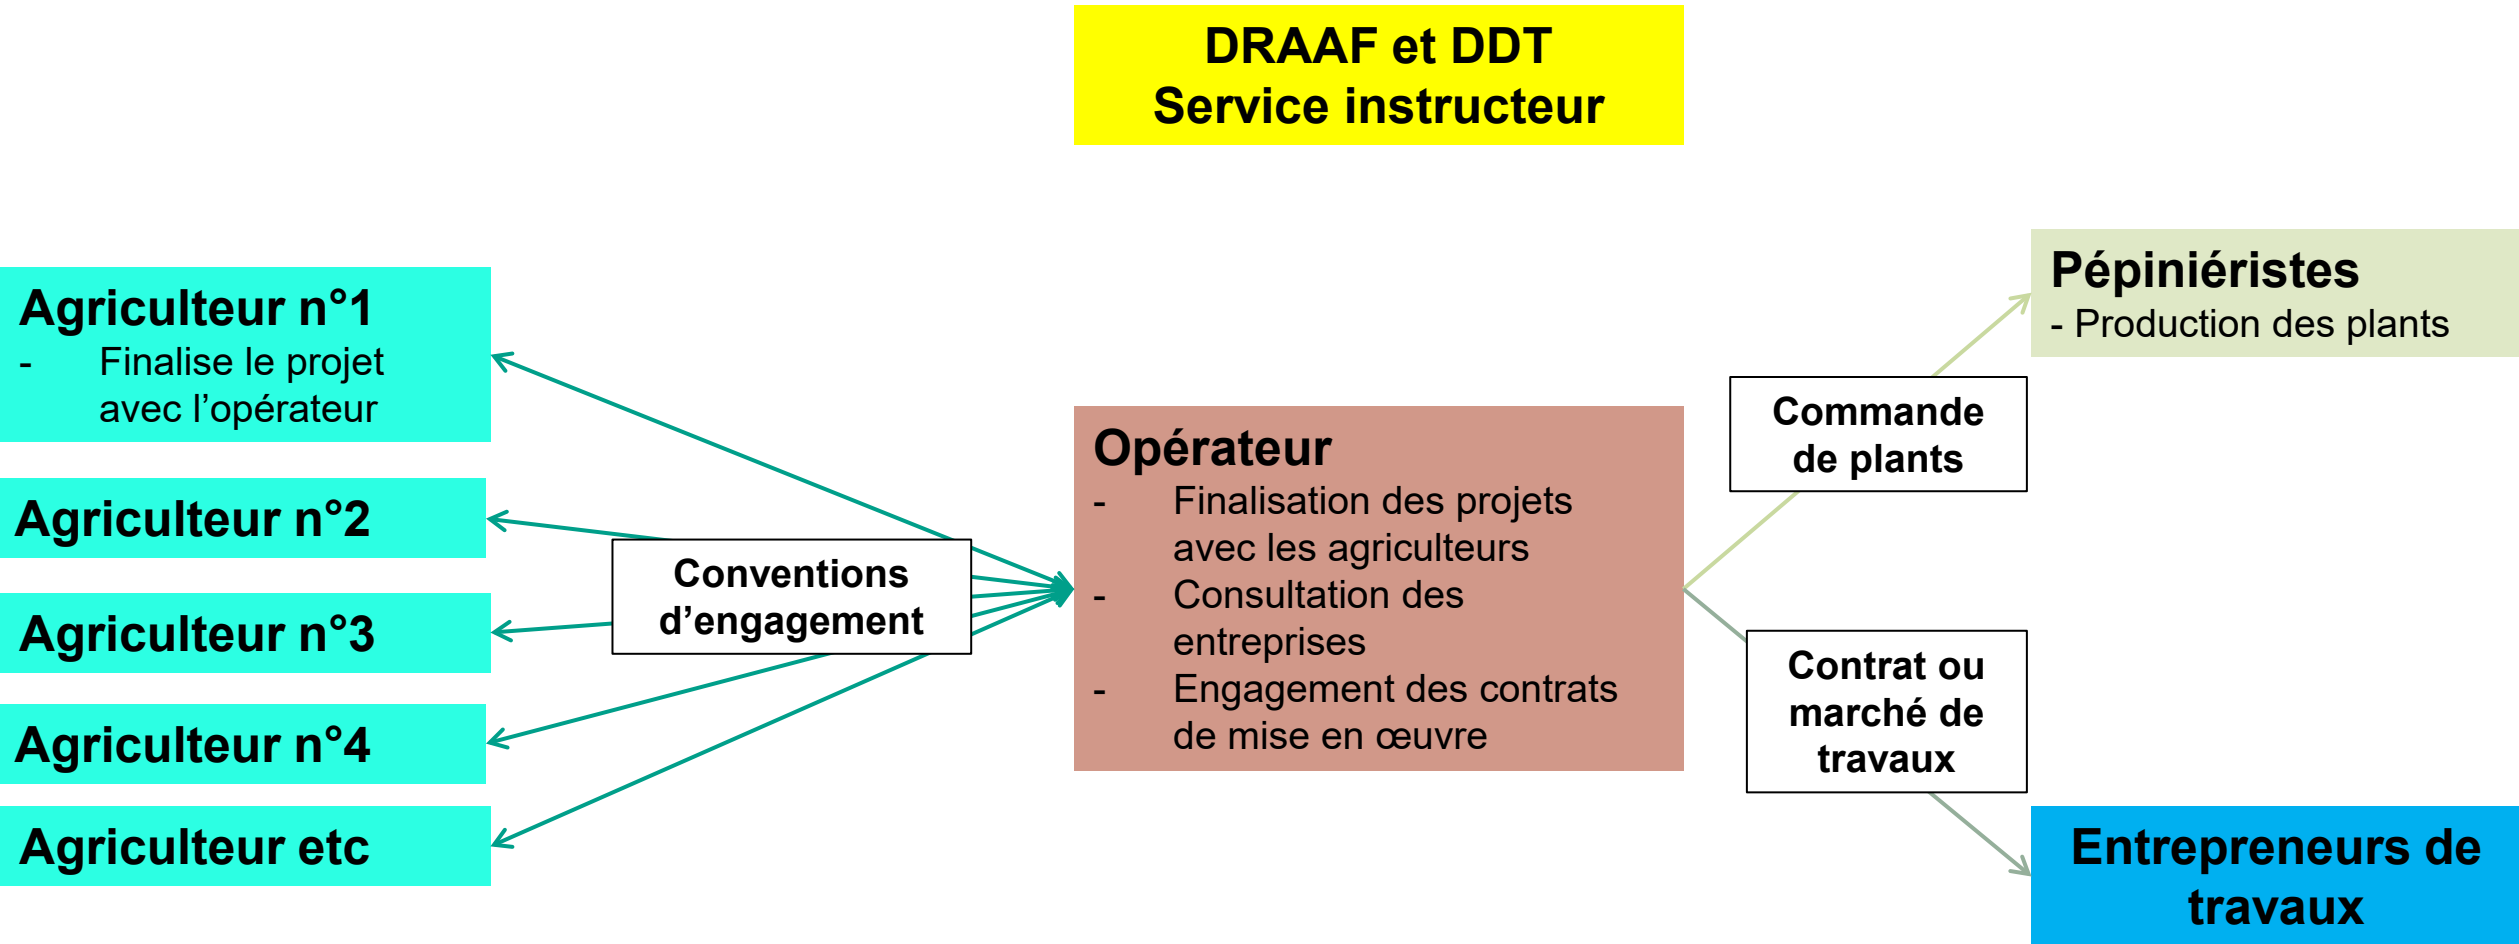 DRAAF et DDT
Service instructeur
Agriculteur n°1
- Finalise le projet
avec l’opérateur
Agriculteur n°2
Agriculteur n°3
Agriculteur n°4
Agriculteur etc
Conventions
d’engagement
Opérateur
- Finalisation des projets
avec les agriculteurs
- Consultation des
entreprises
- Engagement des contrats
de mise en œuvre
Commande
de plants
Contrat ou
marché de
travaux
Pépiniéristes
- Production des plants
Entrepreneurs de
travaux